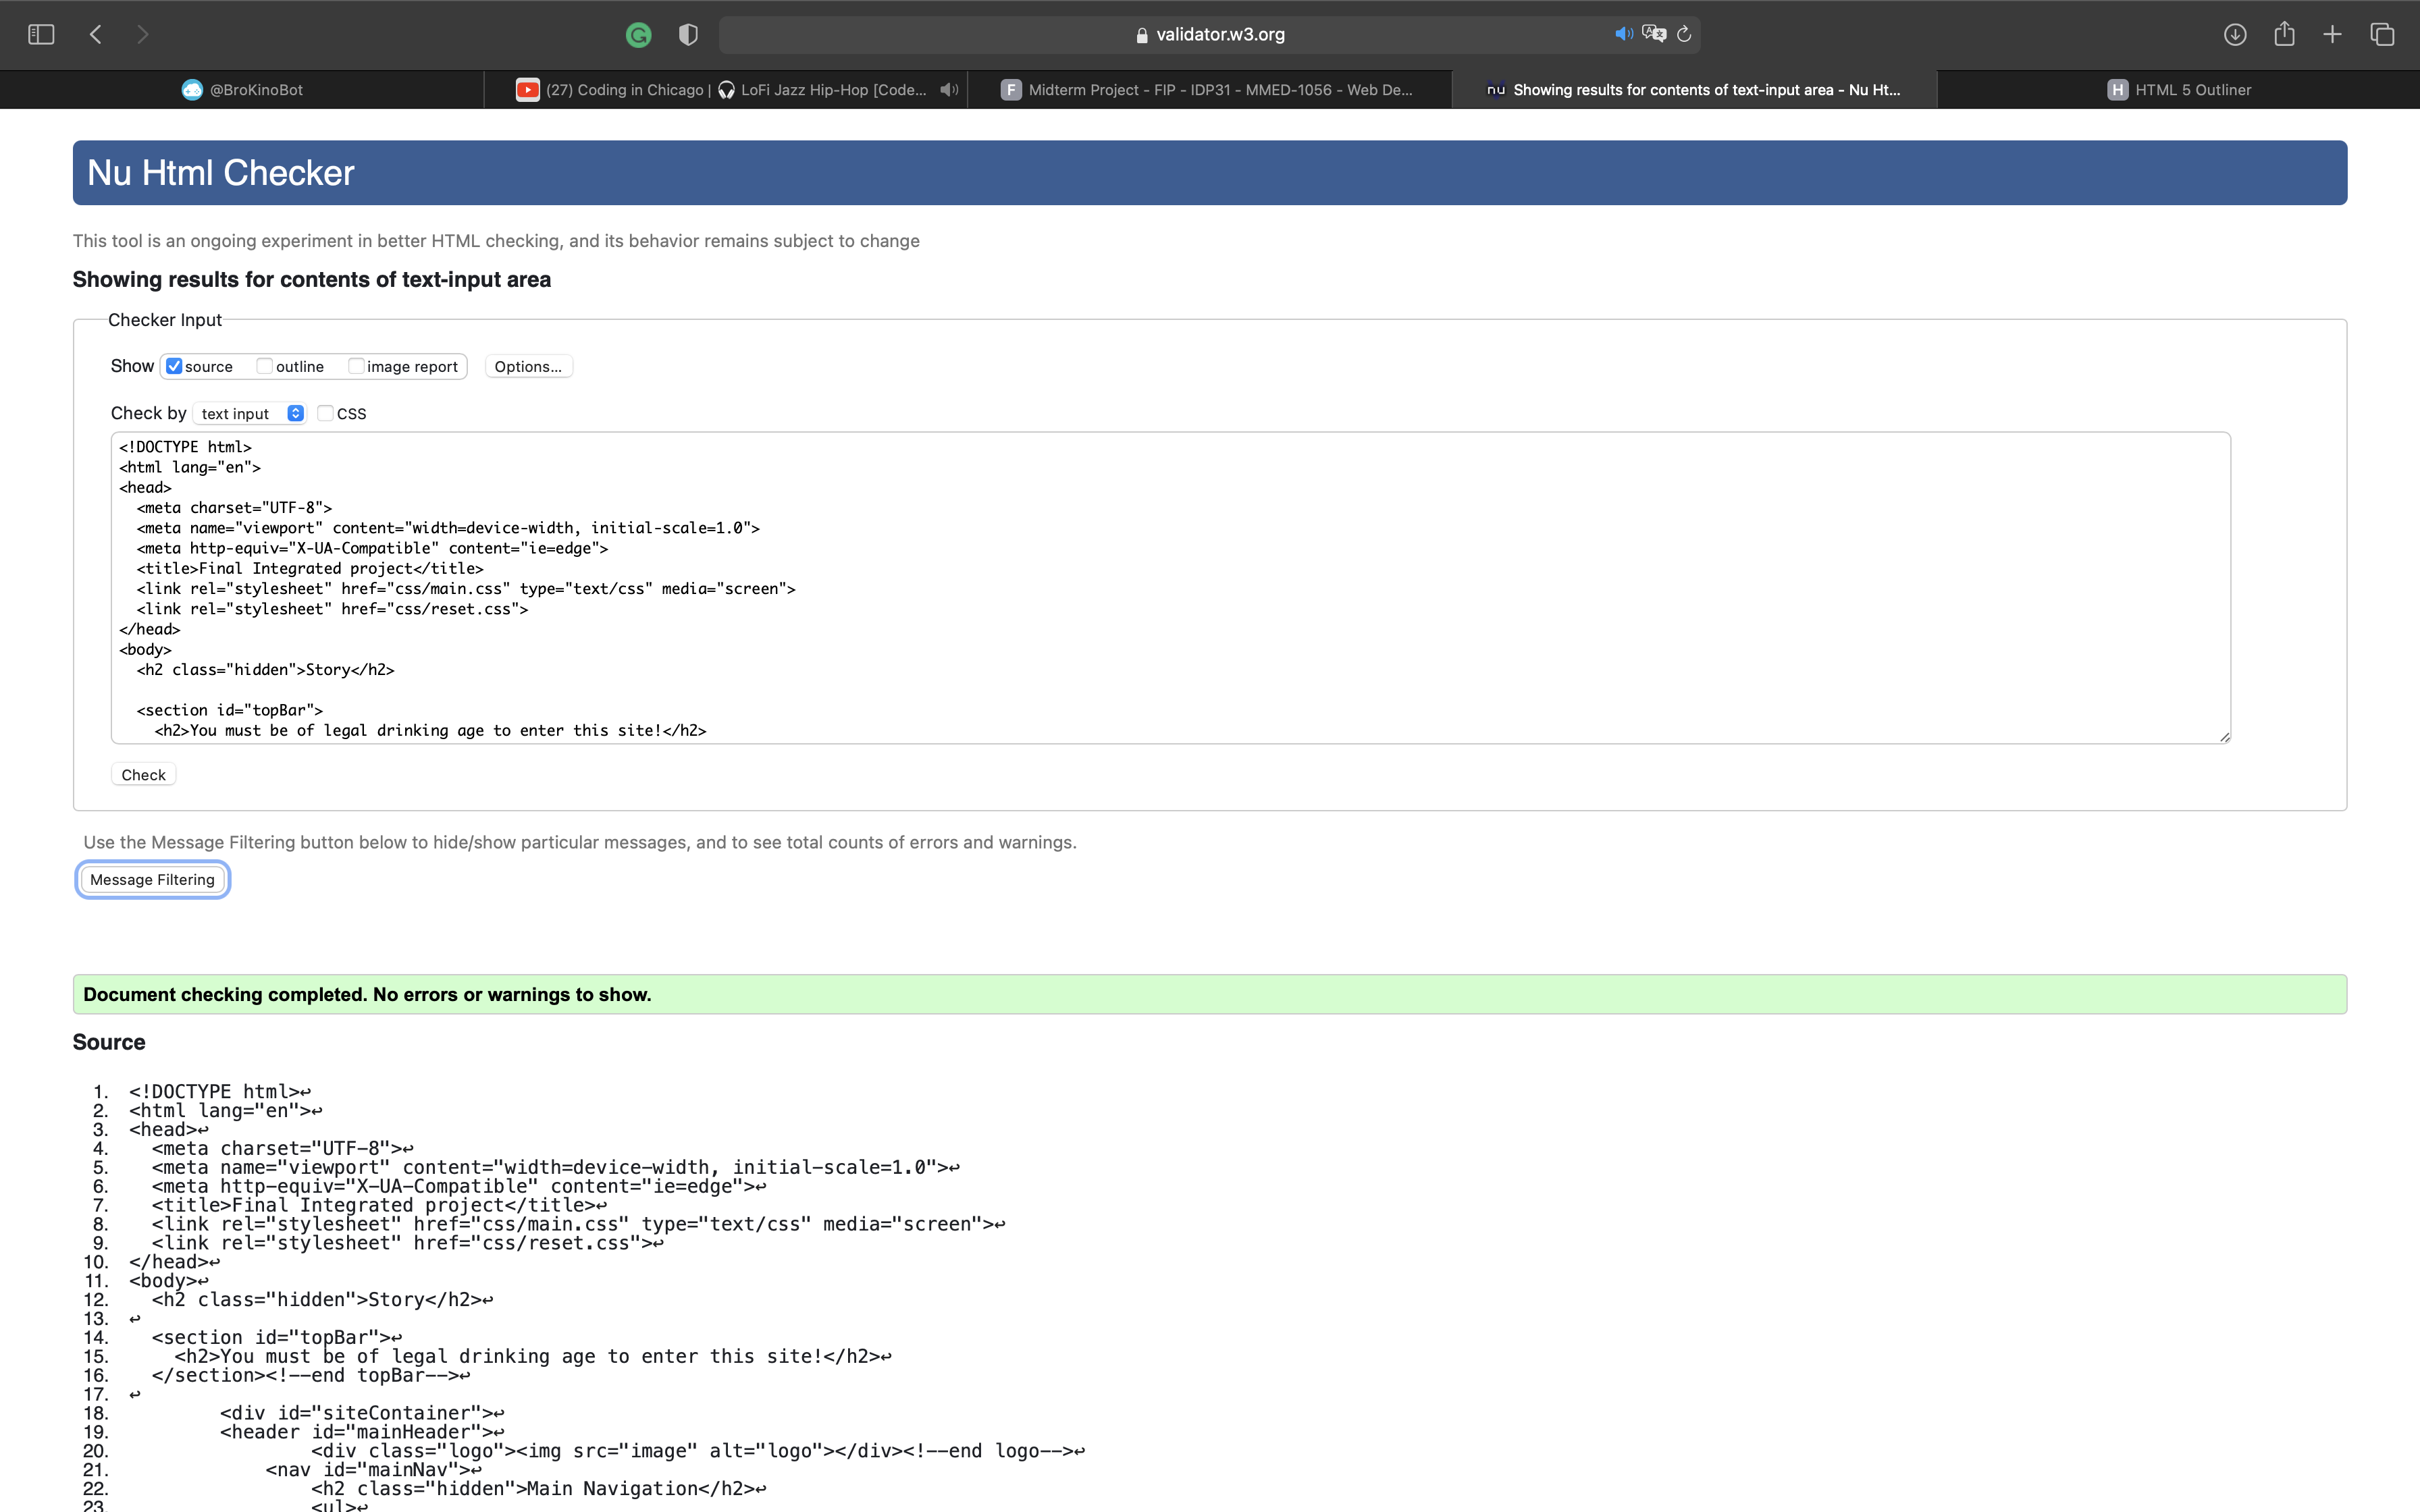 validator.w3.org
@BroKinoBot
(27) Coding in Chicago | 🎧 LoFi Jazz Hip-Hop [Code...
F Midterm Project - FIP - IDP31 - MMED-1056 - Web De...
nu Showing results for contents of text-input area - Nu Ht...
H HTML 5 Outliner
Nu Html Checker
This tool is an ongoing experiment in better HTML checking, and its behavior remains subject to change
Showing results for contents of text-input area
Checker Input
Show source outline image report Options...
Check by text input CSS
<!DOCTYPE html>
<html lang="en">
<head>
<meta charset="UTF-8">
<meta name="viewport" content="width=device-width, initial-scale=1.0">
<meta http-equiv="X-UA-Compatible" content="ie=edge">
<title>Final Integrated project</title>
<link rel="stylesheet" href="css/main.css" type="text/css" media="screen">
<link rel="stylesheet" href="css/reset.css">
</head>
<body>
<h2 class="hidden">Story</h2>
<section id="topBar">
<h2>You must be of legal drinking age to enter this site!</h2>
Check
Use the Message Filtering button below to hide/show particular messages, and to see total counts of errors and warnings.
Message Filtering
Document checking completed. No errors or warnings to show.
Source
1. <!DOCTYPE html>↩
2. <html lang="en">↩
3. <head>↩
4. <meta charset="UTF-8">↩
5. <meta name="viewport" content="width=device-width, initial-scale=1.0">↩
6. <meta http-equiv="X-UA-Compatible" content="ie=edge">↩
7. <title>Final Integrated project</title>↩
8. <link rel="stylesheet" href="css/main.css" type="text/css" media="screen">↩
9. <link rel="stylesheet" href="css/reset.css">↩
10. </head>↩
11. <body>↩
12. <h2 class="hidden">Story</h2>↩
13. ↩
14. <section id="topBar">↩
15. <h2>You must be of legal drinking age to enter this site!</h2>↩
16. </section><!--end topBar-->↩
17. ↩
18. <div id="siteContainer">↩
19. <header id="mainHeader">↩
20. <div class="logo"><img src="image" alt="logo"></div><!--end logo-->↩
21. <nav id="mainNav">↩
22. <h2 class="hidden">Main Navigation</h2>↩
23. <ul>↩